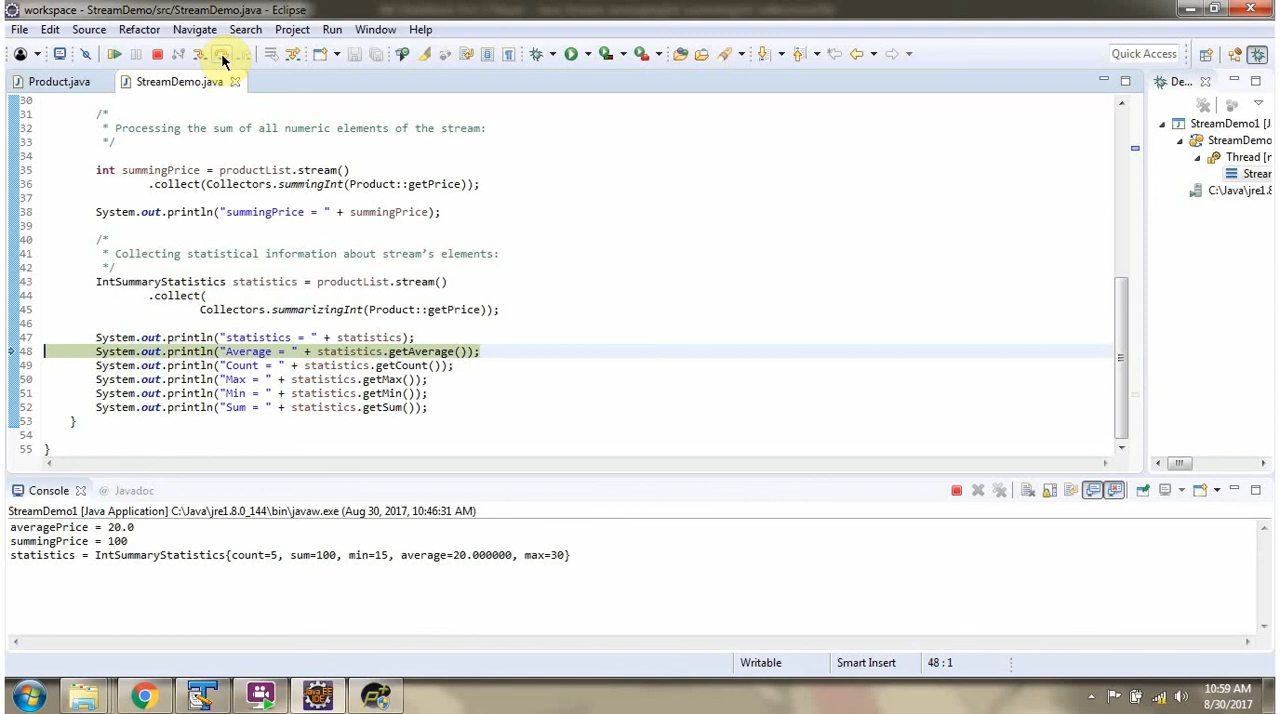 workspace - StreamDemo/src/StreamDemo.java - Eclipse
File Edit Source Refactor Navigate Search Project Run Window Help
Quick Access
Product.java StreamDemo.java De...
30
31 /*
32 * Processing the sum of all numeric elements of the stream:
33 */
34
35 int summingPrice = productList.stream()
36 .collect(Collectors.summingInt(Product::getPrice));
37
38 System.out.println("summingPrice = " + summingPrice);
39
40 /*
41 * Collecting statistical information about stream's elements:
42 */
43 IntSummaryStatistics statistics = productList.stream()
44 .collect(
45 Collectors.summarizingInt(Product::getPrice));
46
47 System.out.println("statistics = " + statistics);
48 System.out.println("Average = " + statistics.getAverage());
49 System.out.println("Count = " + statistics.getCount());
50 System.out.println("Max = " + statistics.getMax());
51 System.out.println("Min = " + statistics.getMin());
52 System.out.println("Sum = " + statistics.getSum());
53 }
54
55 }
StreamDemo1 [J
StreamDemo
Thread [n
Strear
C:\Java\jre1.8
Console Javadoc
StreamDemo1 [Java Application] C:\Java\jre1.8.0_144\bin\javaw.exe (Aug 30, 2017, 10:46:31 AM)
averagePrice = 20.0
summingPrice = 100
statistics = IntSummaryStatistics{count=5, sum=100, min=15, average=20.000000, max=30}
Writable Smart Insert 48 : 1
10:59 AM
8/30/2017